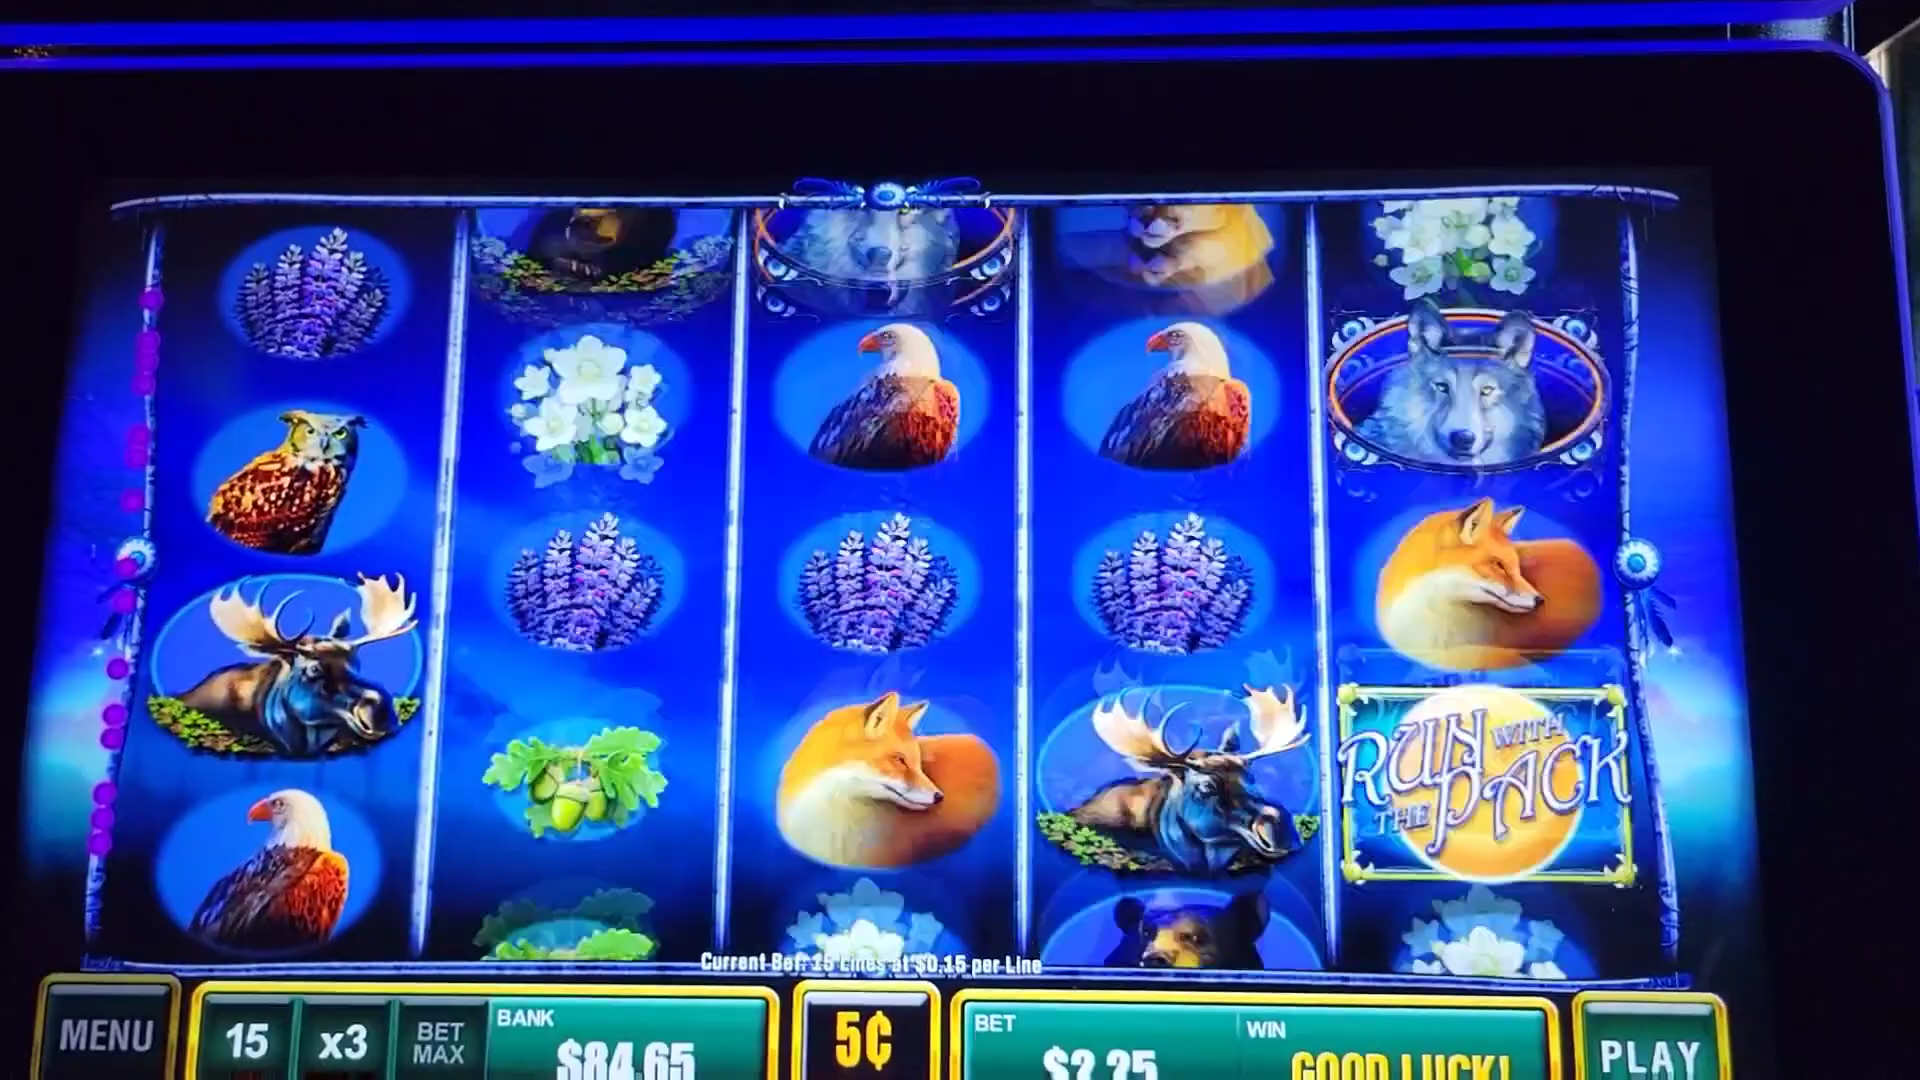 RUN WITH
THE PACK
Current Bet: 15 Lines at $0.15 per Line
MENU
15
x3
BET
MAX
BANK
$84.65
5¢
BET
$2.25
WIN
GOOD LUCK!
PLAY